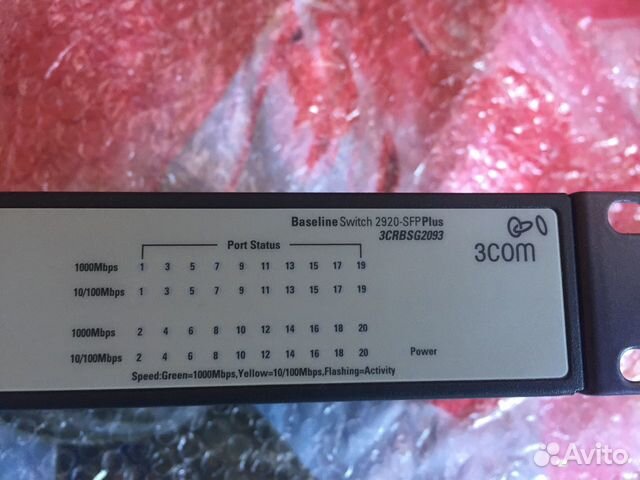 Baseline Switch 2920-SFP Plus
3CRBSG2093
3COM
Port Status
1000Mbps 1 3 5 7 9 11 13 15 17 19
10/100Mbps 1 3 5 7 9 11 13 15 17 19
1000Mbps 2 4 6 8 10 12 14 16 18 20
10/100Mbps 2 4 6 8 10 12 14 16 18 20 Power
Speed:Green=1000Mbps,Yellow=10/100Mbps,Flashing=Activity
Avito